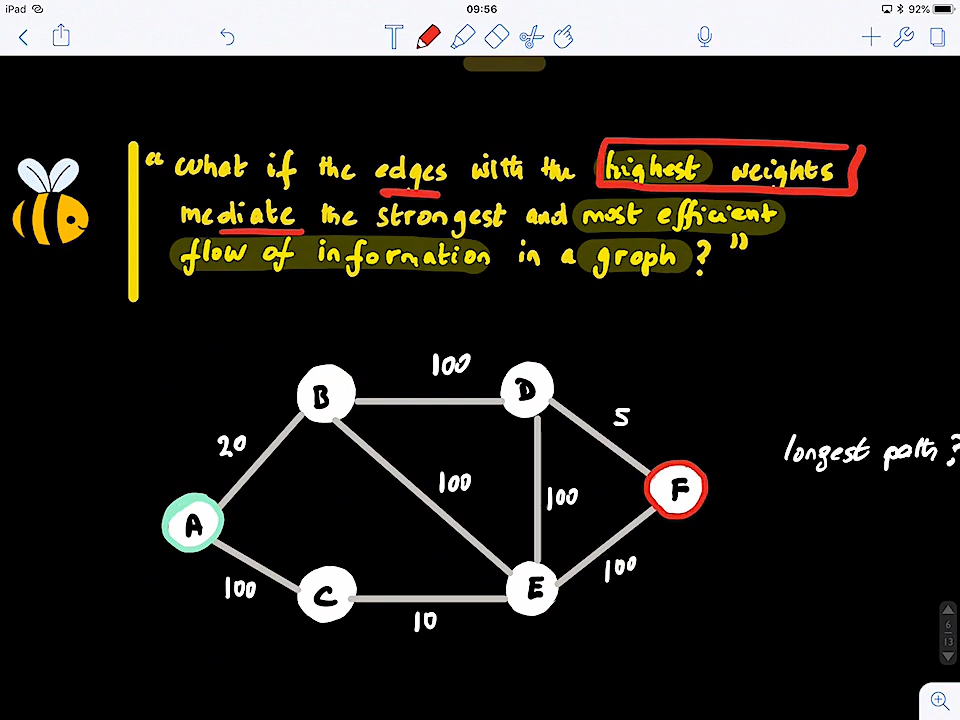 iPad
09:56
92%
T
" What if the edges with the highest weights
mediate the strongest and most efficient
flow of information in a graph? "
100
B
D
5
20
longest path?
100
100
F
A
100
100
C
E
10
6
13